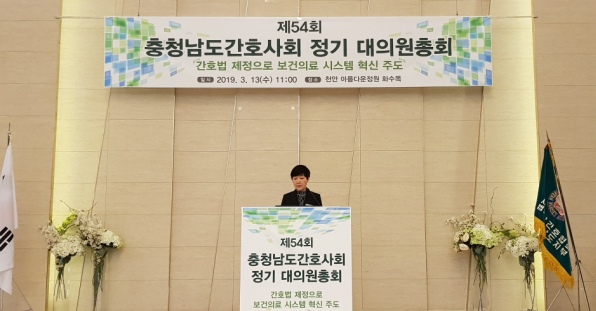 제54회
충청남도간호사회 정기 대의원총회
간호법 제정으로 보건의료 시스템 혁신 주도
일시 2019. 3. 13(수) 11:00 장소 천안 아름다운정원 화수목
제54회
충청남도간호사회
정기 대의원총회
간호법 제정으로
보건의료 시스템 혁신 주도